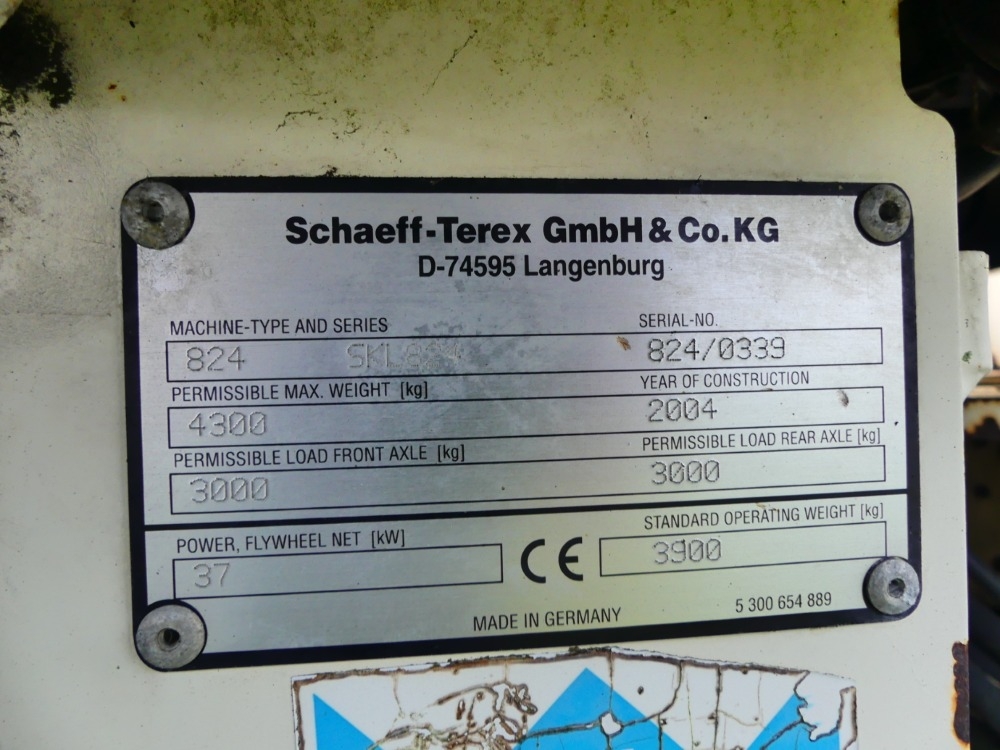 Schaeff-Terex GmbH & Co. KG
D-74595 Langenburg
MACHINE-TYPE AND SERIES SERIAL-NO.
824 824/0339
PERMISSIBLE MAX. WEIGHT [kg] YEAR OF CONSTRUCTION
4300 2004
PERMISSIBLE LOAD FRONT AXLE [kg] PERMISSIBLE LOAD REAR AXLE [kg]
3000 3000
POWER, FLYWHEEL NET [kW] STANDARD OPERATING WEIGHT [kg]
37 CE 3900
MADE IN GERMANY 5 300 654 889